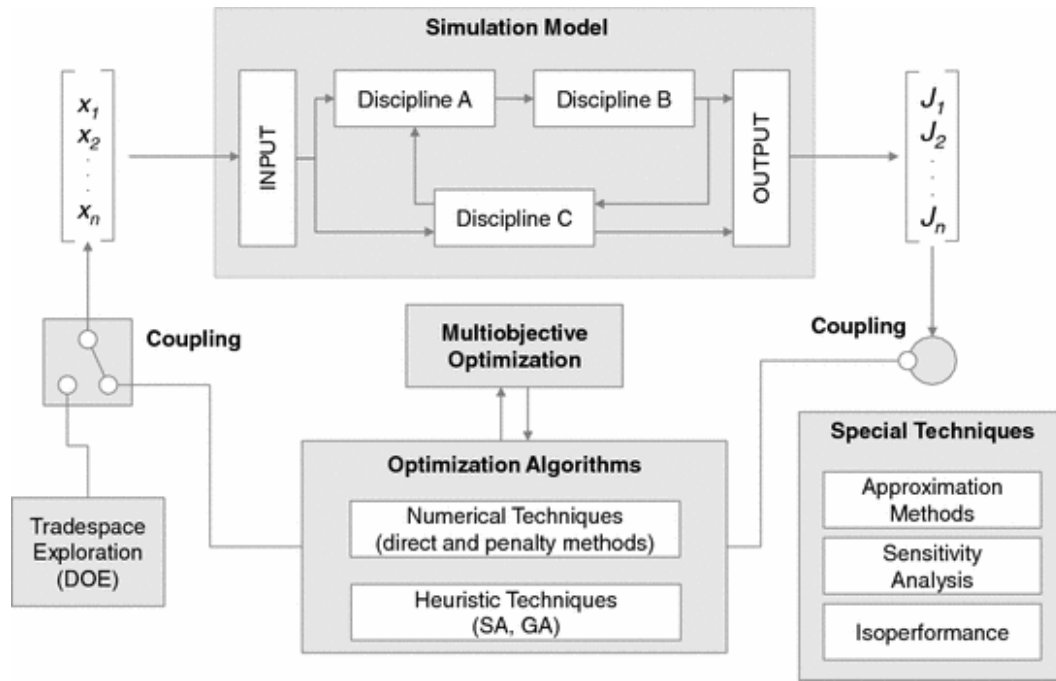 Simulation Model
x1
x2
.
.
.
xn
INPUT
Discipline A
Discipline B
Discipline C
OUTPUT
J1
J2
.
.
.
Jn
Coupling
Multiobjective
Optimization
Coupling
Tradespace
Exploration
(DOE)
Optimization Algorithms
Numerical Techniques
(direct and penalty methods)
Heuristic Techniques
(SA, GA)
Special Techniques
Approximation
Methods
Sensitivity
Analysis
Isoperformance